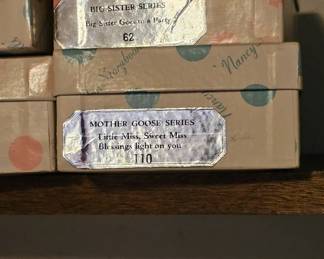 BIG SISTER SERIES
Big Sister Goes to a Party
62
Storybook
Nancy
MOTHER GOOSE SERIES
Little Miss, Sweet Miss
Blessings light on you
110